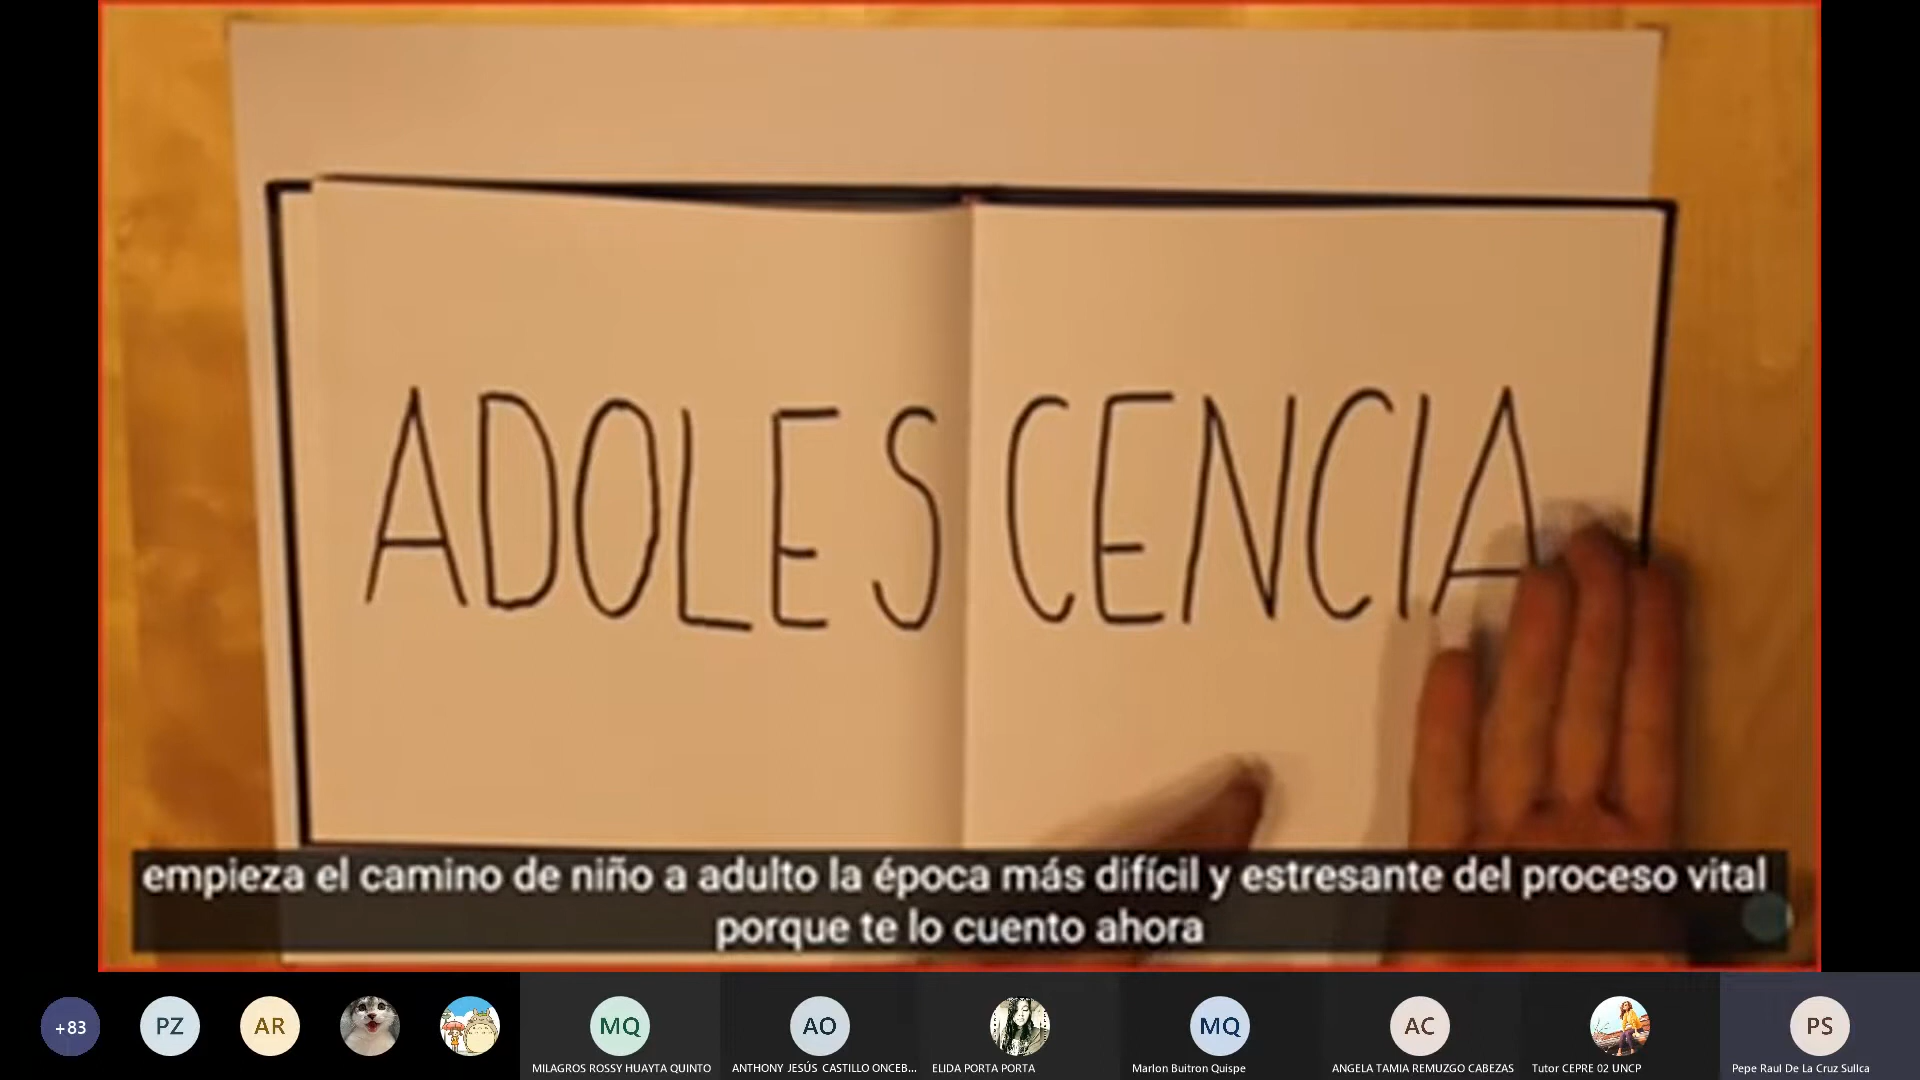 ADOLESCENCIA
empieza el camino de niño a adulto la época más difícil y estresante del proceso vital
porque te lo cuento ahora
+83
PZ
AR
MQ
AO
MQ
AC
PS
MILAGROS ROSSY HUAYTA QUINTO
ANTHONY JESÚS CASTILLO ONCEB...
ELIDA PORTA PORTA
Marlon Buitron Quispe
ANGELA TAMIA REMUZGO CABEZAS
Tutor CEPRE 02 UNCP
Pepe Raul De La Cruz Sullca